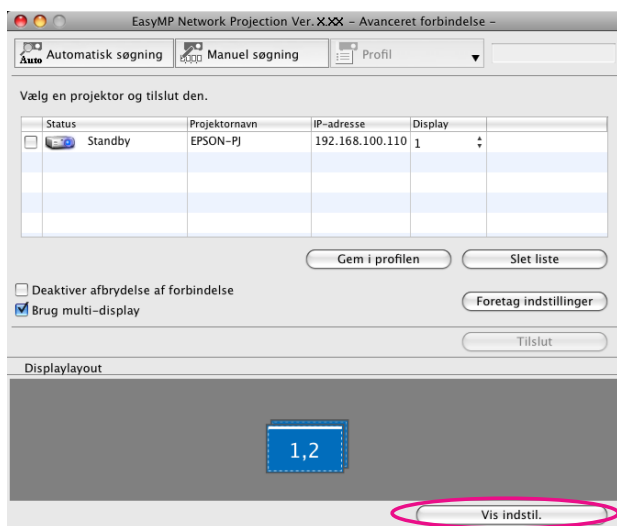 EasyMP Network Projection Ver. X.XX – Avanceret forbindelse –
Auto Automatisk søgning Manuel søgning Profil
Vælg en projektor og tilslut den.
Status Projektornavn IP-adresse Display
Standby EPSON-PJ 192.168.100.110 1
Gem i profilen Slet liste
Deaktiver afbrydelse af forbindelse
Brug multi-display
Foretag indstillinger
Tilslut
Displaylayout
1,2
Vis indstil.